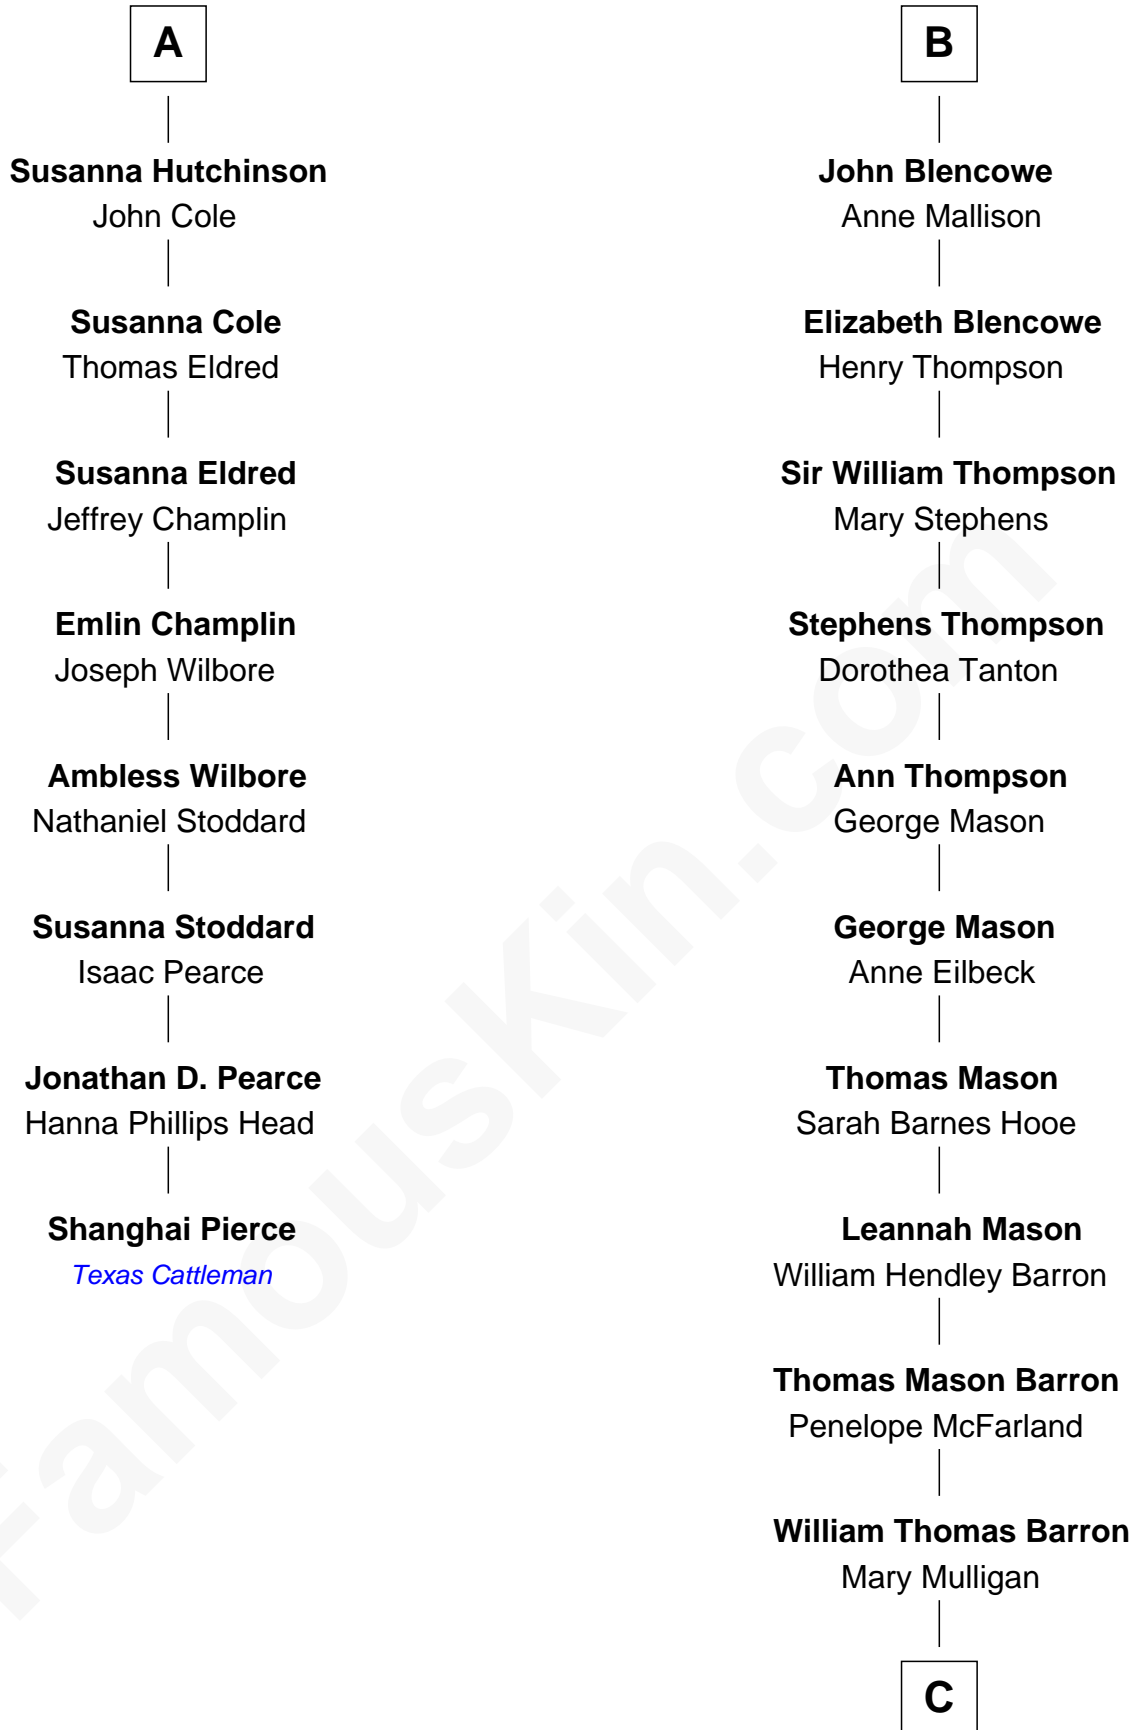 A
Susanna Hutchinson
John Cole
Susanna Cole
Thomas Eldred
Susanna Eldred
Jeffrey Champlin
Emlin Champlin
Joseph Wilbore
Ambless Wilbore
Nathaniel Stoddard
Susanna Stoddard
Isaac Pearce
Jonathan D. Pearce
Hanna Phillips Head
Shanghai Pierce
Texas Cattleman
B
John Blencowe
Anne Mallison
Elizabeth Blencowe
Henry Thompson
Sir William Thompson
Mary Stephens
Stephens Thompson
Dorothea Tanton
Ann Thompson
George Mason
George Mason
Anne Eilbeck
Thomas Mason
Sarah Barnes Hooe
Leannah Mason
William Hendley Barron
Thomas Mason Barron
Penelope McFarland
William Thomas Barron
Mary Mulligan
C
FamousKin.com